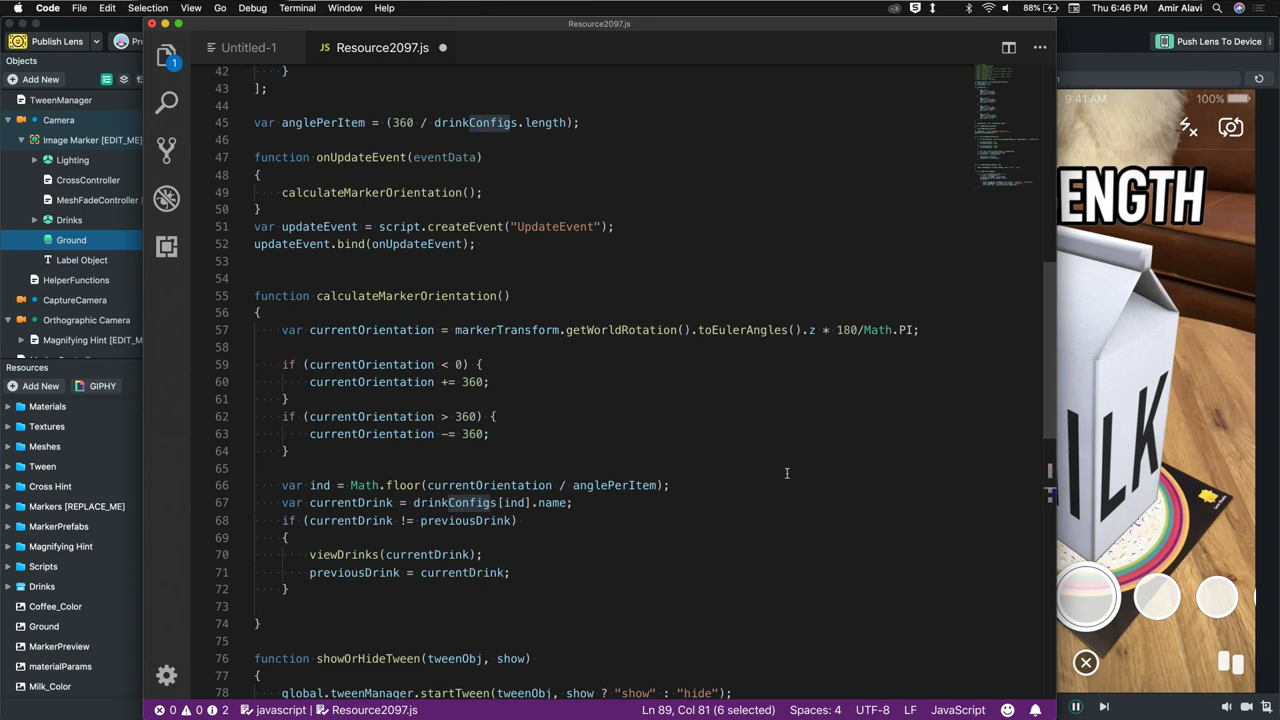 Code File Edit Selection View Go Debug Terminal Window Help 88% Thu 6:46 PM Amir Alavi
Resource2097.js
Publish Lens
Untitled-1
JS Resource2097.js
Push Lens To Device
Objects
Add New
TweenManager
Camera
Image Marker [EDIT_ME]
Lighting
CrossController
MeshFadeController
Drinks
Ground
Label Object
HelperFunctions
CaptureCamera
Orthographic Camera
Magnifying Hint [EDIT_M
Resources
Add New GIPHY
Materials
Textures
Meshes
Tween
Cross Hint
Markers [REPLACE_ME]
MarkerPrefabs
Magnifying Hint
Scripts
Drinks
Coffee_Color
Ground
MarkerPreview
materialParams
Milk_Color
1
42 }
43 ];
44
45 var anglePerItem = (360 / drinkConfigs.length);
46
47 function onUpdateEvent(eventData)
48 {
49 calculateMarkerOrientation();
50 }
51 var updateEvent = script.createEvent("UpdateEvent");
52 updateEvent.bind(onUpdateEvent);
53
54
55 function calculateMarkerOrientation()
56 {
57 var currentOrientation = markerTransform.getWorldRotation().toEulerAngles().z * 180/Math.PI;
58
59 if (currentOrientation < 0) {
60 currentOrientation += 360;
61 }
62 if (currentOrientation > 360) {
63 currentOrientation -= 360;
64 }
65
66 var ind = Math.floor(currentOrientation / anglePerItem);
67 var currentDrink = drinkConfigs[ind].name;
68 if (currentDrink != previousDrink)
69 {
70 viewDrinks(currentDrink);
71 previousDrink = currentDrink;
72 }
73
74 }
75
76 function showOrHideTween(tweenObj, show)
77 {
78 global.tweenManager.startTween(tweenObj, show ? "show" : "hide");
0 0 2 javascript | Resource2097.js Ln 89, Col 81 (6 selected) Spaces: 4 UTF-8 LF JavaScript
9:41 AM 100%
ENGTH
ILK